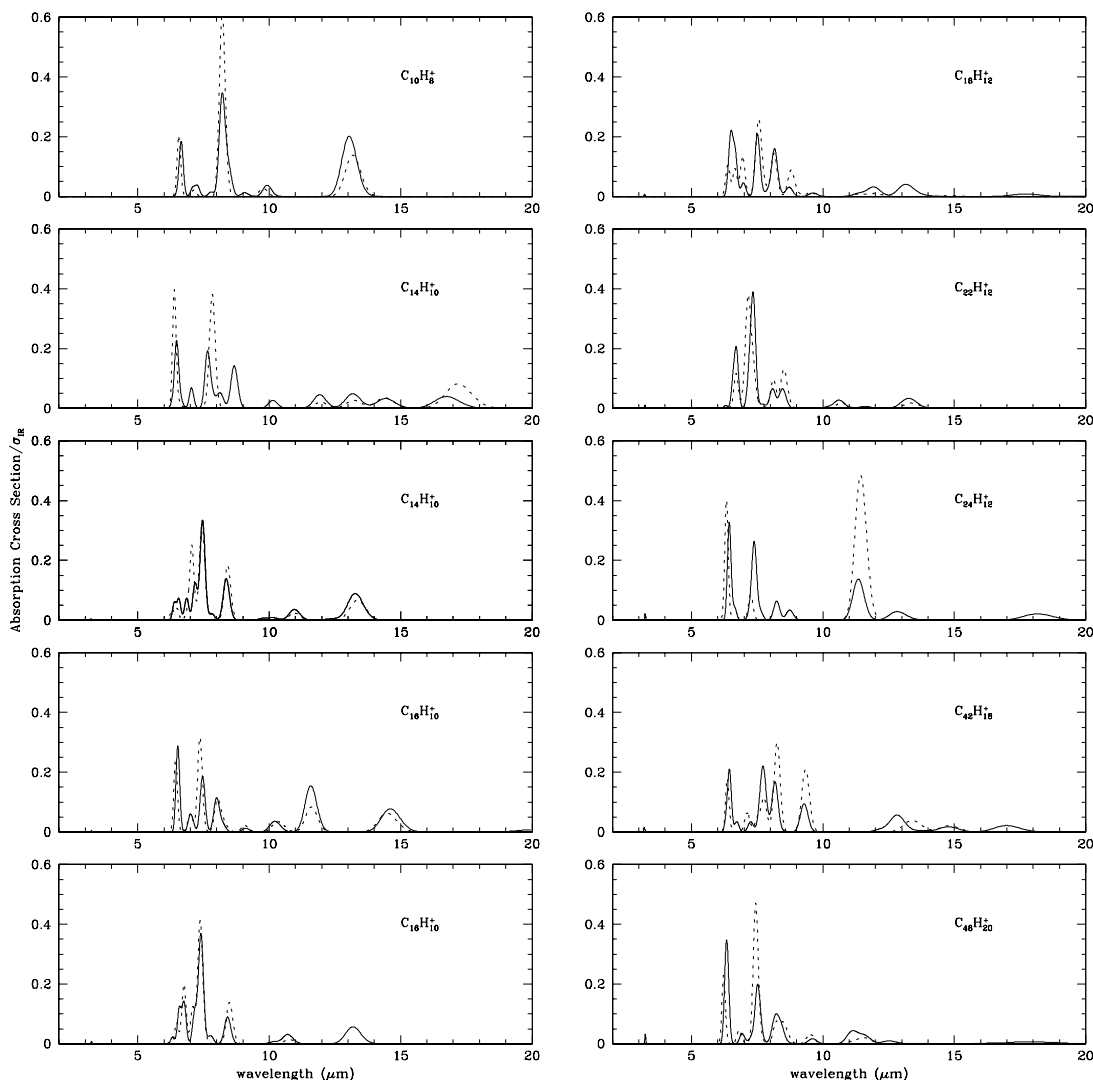 Absorption Cross Section/σ_IR
0.6
0.4
C₁₀H₈⁺
0.2
0
5 10 15 20
0.6
0.4
C₁₄H₁₀⁺
0.2
0
5 10 15 20
0.6
0.4
C₁₄H₁₀⁺
0.2
0
5 10 15 20
0.6
0.4
C₁₆H₁₀⁺
0.2
0
5 10 15 20
0.6
0.4
C₁₆H₁₀⁺
0.2
0
5 10 15 20
wavelength (μm)
0.6
0.4
C₁₈H₁₂⁺
0.2
0
5 10 15 20
0.6
0.4
C₂₂H₁₂⁺
0.2
0
5 10 15 20
0.6
0.4
C₂₄H₁₂⁺
0.2
0
5 10 15 20
0.6
0.4
C₄₂H₁₈⁺
0.2
0
5 10 15 20
0.6
0.4
C₄₈H₂₀⁺
0.2
0
5 10 15 20
wavelength (μm)